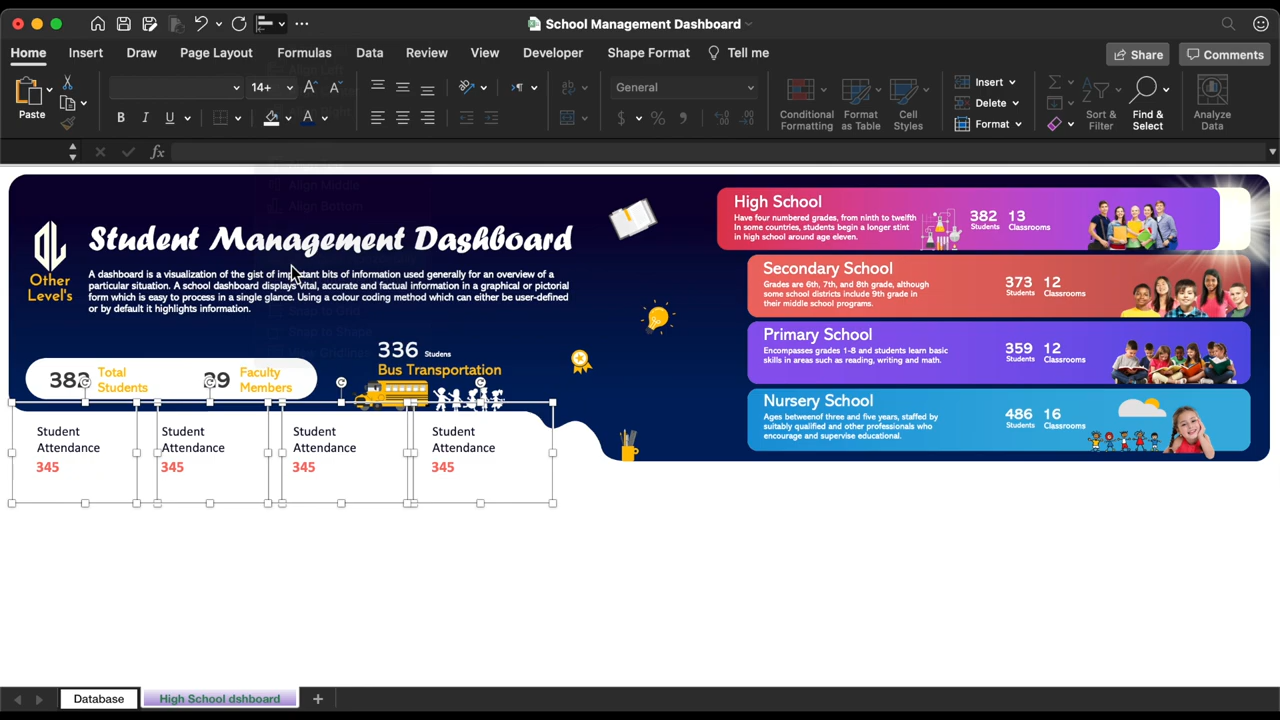 School Management Dashboard
Home Insert Draw Page Layout Formulas Data Review View Developer Shape Format Tell me
Share Comments
Paste
14+
B I U
A
General
$ %
Conditional Formatting
Format as Table
Cell Styles
Insert
Delete
Format
Sort & Filter
Find & Select
Analyze Data
fx
Align Middle
Align Bottom
Student Management Dashboard
Other
Level's
A dashboard is a visualization of the gist of important bits of information used generally for an overview of a
particular situation. A school dashboard displays vital, accurate and factual information in a graphical or pictorial
form which is easy to process in a single glance. Using a colour coding method which can either be user-defined
or by default it highlights information.
336 Studens
Bus Transportation
382 Total
Students
29 Faculty
Members
Student
Attendance
345
Student
Attendance
345
Student
Attendance
345
Student
Attendance
345
High School
Have four numbered grades, from ninth to twelfth
In some countries, students begin a longer stint
in high school around age eleven.
382 13
Students Classrooms
Secondary School
Grades are 6th, 7th, and 8th grade, although
some school districts include 9th grade in
their middle school programs.
373 12
Students Classrooms
Primary School
Encompasses grades 1-8 and students learn basic
skills in areas such as reading, writing and math.
359 12
Students Classrooms
Nursery School
Ages betweenof three and five years, staffed by
suitably qualified and other professionals who
encourage and supervise educational.
486 16
Students Classrooms
Database High School dshboard